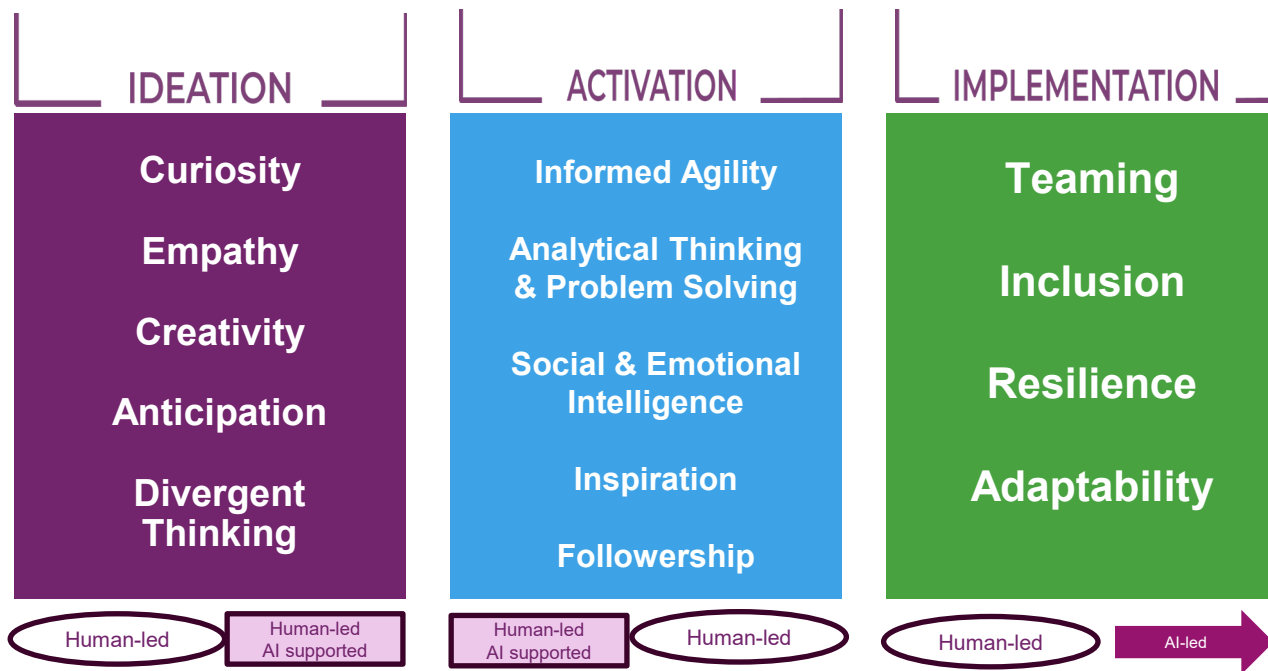 IDEATION
Curiosity
Empathy
Creativity
Anticipation
Divergent
Thinking
Human-led
Human-led
AI supported
ACTIVATION
Informed Agility
Analytical Thinking
& Problem Solving
Social & Emotional
Intelligence
Inspiration
Followership
Human-led
AI supported
Human-led
IMPLEMENTATION
Teaming
Inclusion
Resilience
Adaptability
Human-led
AI-led